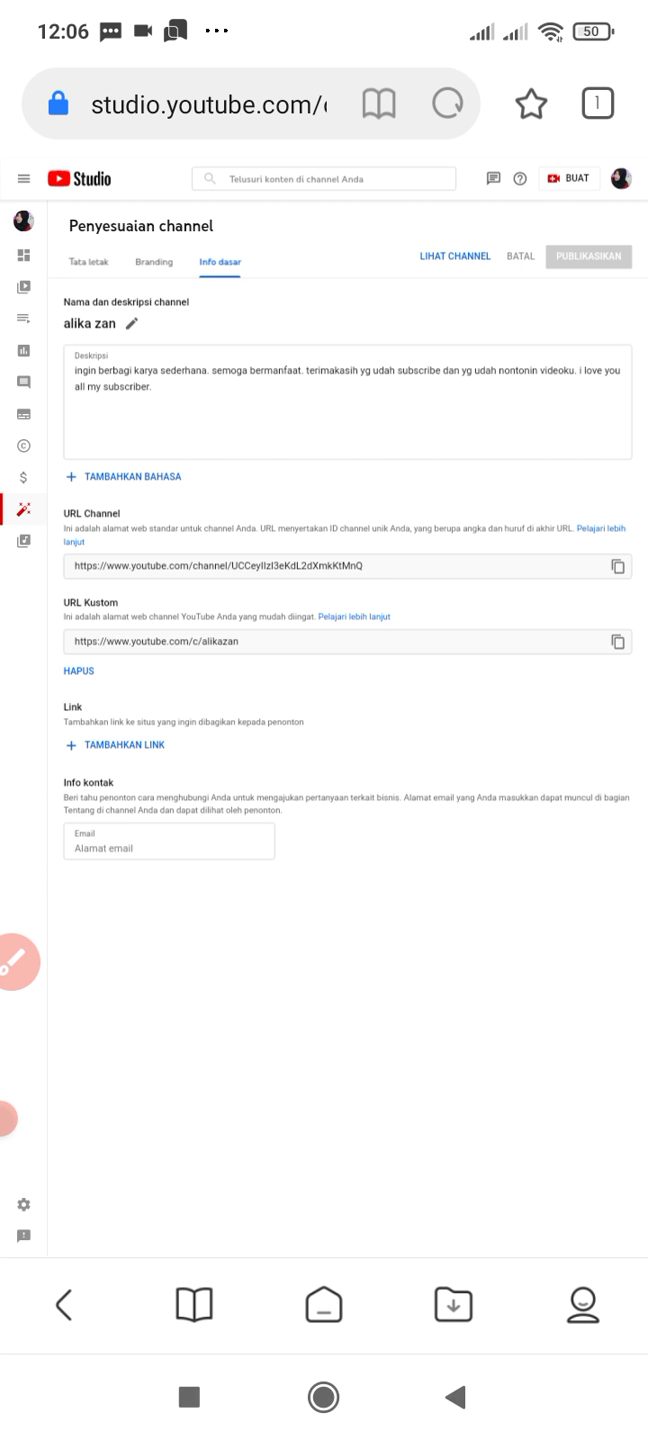 12:06
50
studio.youtube.com/
1
Studio
Telusuri konten di channel Anda
BUAT
Penyesuaian channel
Tata letak
Branding
Info dasar
LIHAT CHANNEL
BATAL
PUBLIKASIKAN
Nama dan deskripsi channel
alika zan
Deskripsi
ingin berbagi karya sederhana. semoga bermanfaat. terimakasih yg udah subscribe dan yg udah nontonin videoku. i love you
all my subscriber.
+ TAMBAHKAN BAHASA
URL Channel
Ini adalah alamat web standar untuk channel Anda. URL menyertakan ID channel unik Anda, yang berupa angka dan huruf di akhir URL. Pelajari lebih
lanjut
https://www.youtube.com/channel/UCCeyIIzI3eKdL2dXmkKtMnQ
URL Kustom
Ini adalah alamat web channel YouTube Anda yang mudah diingat. Pelajari lebih lanjut
https://www.youtube.com/c/alikazan
HAPUS
Link
Tambahkan link ke situs yang ingin dibagikan kepada penonton
+ TAMBAHKAN LINK
Info kontak
Beri tahu penonton cara menghubungi Anda untuk mengajukan pertanyaan terkait bisnis. Alamat email yang Anda masukkan dapat muncul di bagian
Tentang di channel Anda dan dapat dilihat oleh penonton.
Email
Alamat email